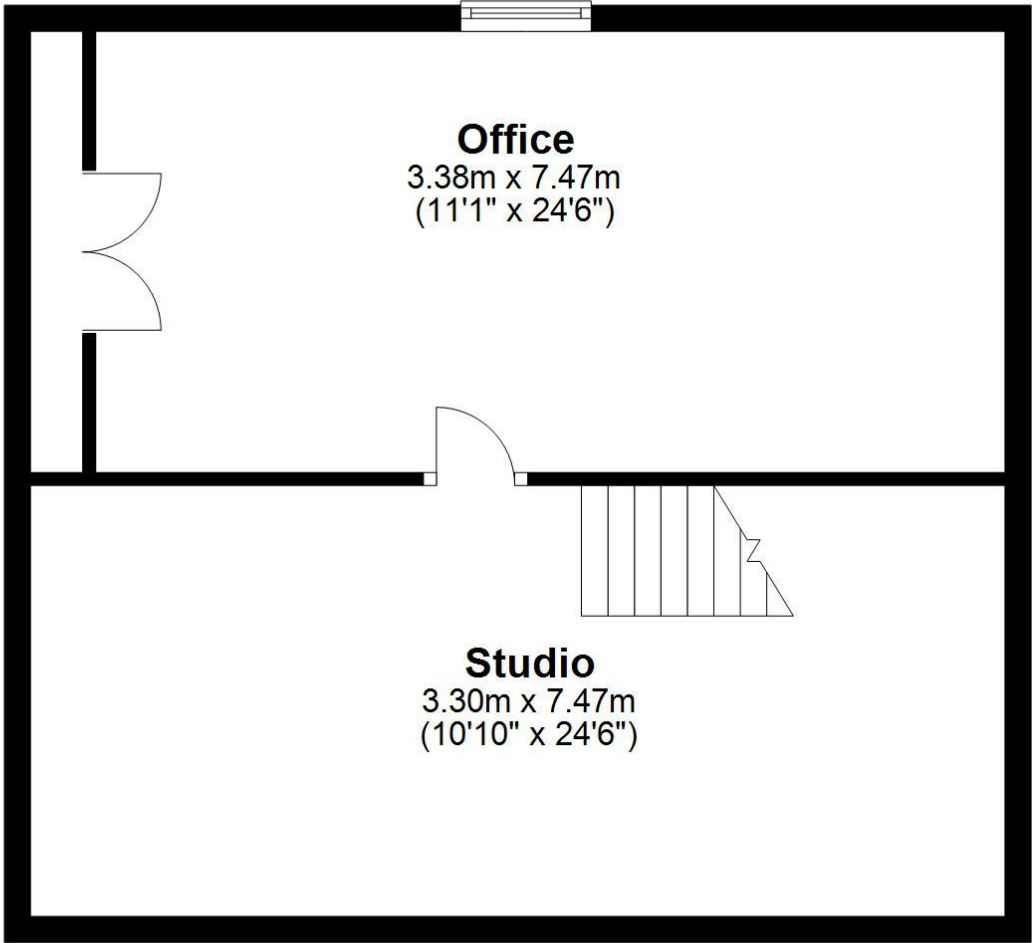 Office
3.38m x 7.47m
(11'1" x 24'6")
Studio
3.30m x 7.47m
(10'10" x 24'6")